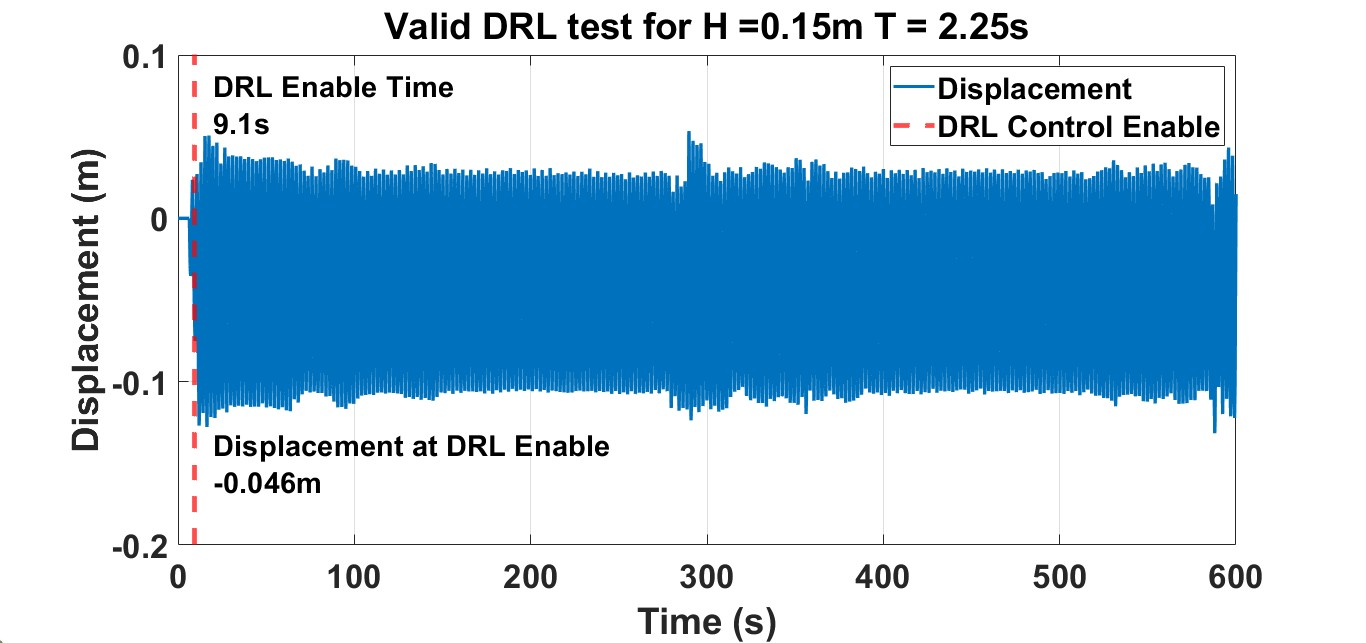 Valid DRL test for H =0.15m T = 2.25s
0.1
0
-0.1
-0.2
Displacement (m)
DRL Enable Time
9.1s
Displacement
DRL Control Enable
Displacement at DRL Enable
-0.046m
0
100
200
300
400
500
600
Time (s)